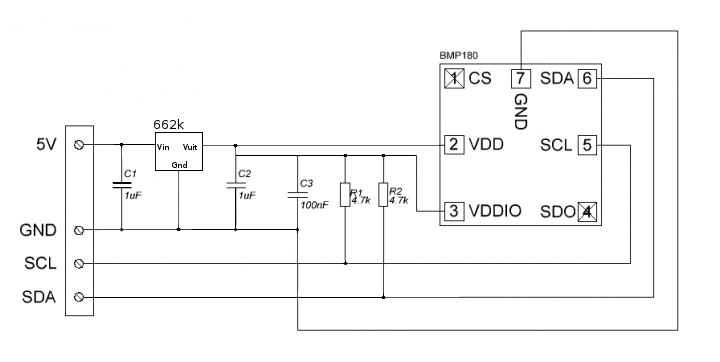 BMP180
1 CS
7
GND
SDA 6
662k
5V
Vin Vuit
Gnd
2 VDD
SCL 5
C1
1uF
C2
1uF
C3
100nF
R1
4.7k
R2
4.7k
3 VDDIO
SDO 4
GND
SCL
SDA